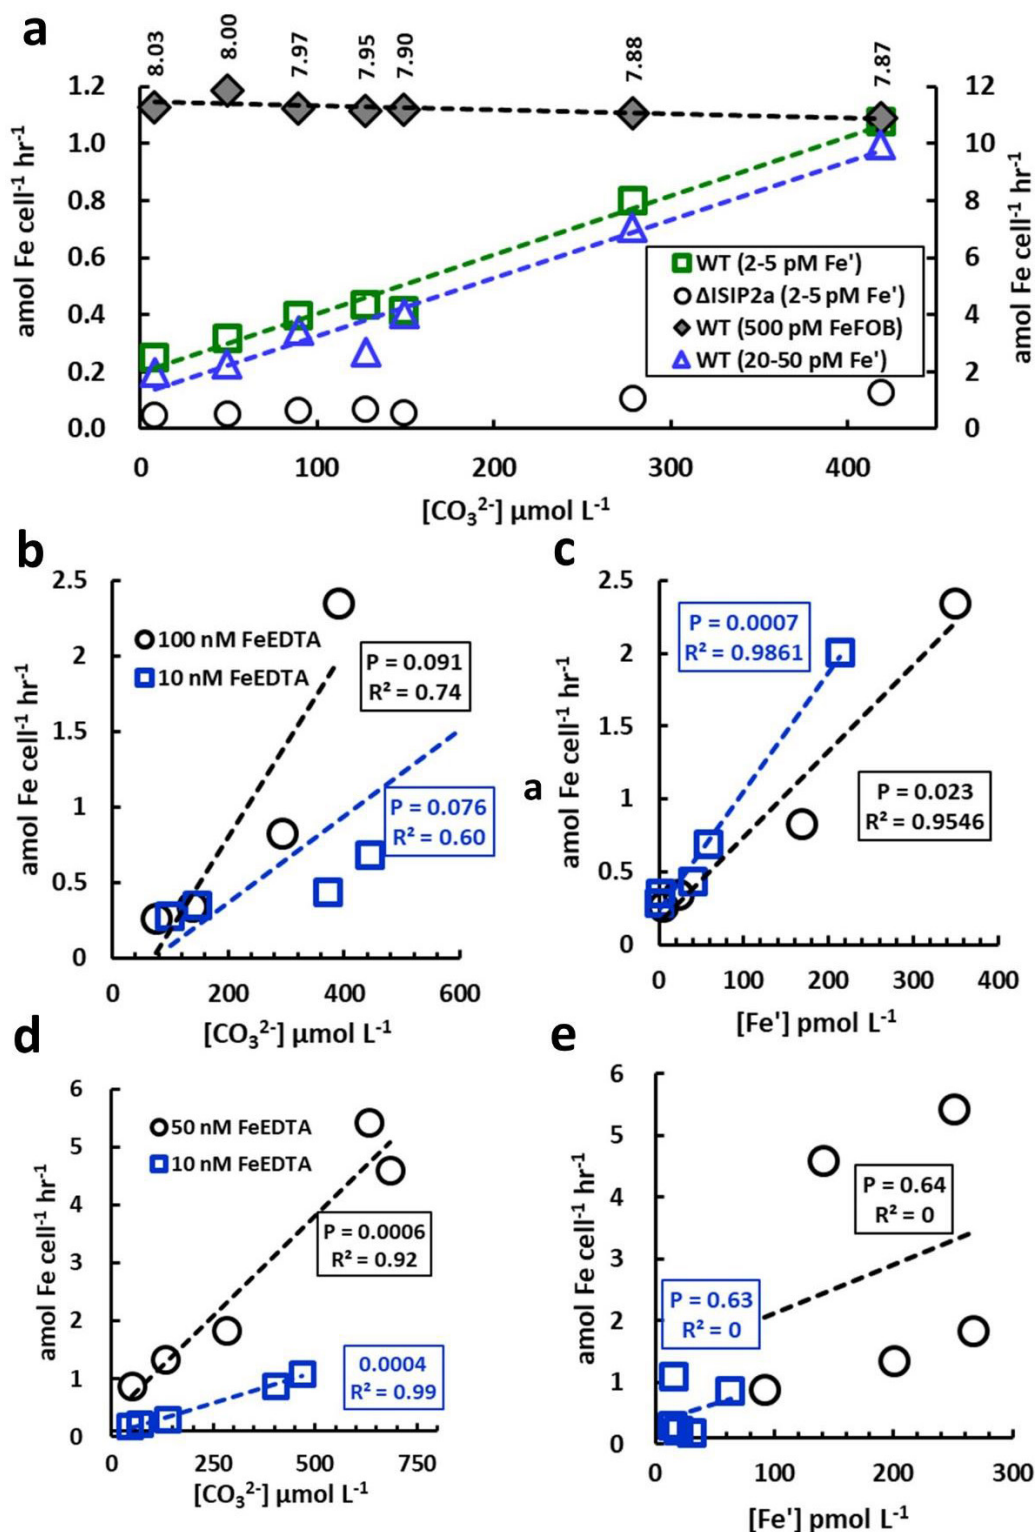 a
8.03 8.00 7.97 7.95 7.90 7.88 7.87
amol Fe cell⁻¹ hr⁻¹
1.2
1.0
0.8
0.6
0.4
0.2
0.0
12
10
8
6
4
2
0
amol Fe cell⁻¹ hr⁻¹
WT (2-5 pM Fe')
ΔISIP2a (2-5 pM Fe')
WT (500 pM FeFOB)
WT (20-50 pM Fe')
0 100 200 300 400
[CO₃²⁻] µmol L⁻¹
b
amol Fe cell⁻¹ hr⁻¹
2.5
2
1.5
1
0.5
0
100 nM FeEDTA
10 nM FeEDTA
P = 0.091
R² = 0.74
P = 0.076
R² = 0.60
0 200 400 600
[CO₃²⁻] µmol L⁻¹
c
a
amol Fe cell⁻¹ hr⁻¹
2.5
2
1.5
1
0.5
0
P = 0.0007
R² = 0.9861
P = 0.023
R² = 0.9546
0 100 200 300 400
[Fe'] pmol L⁻¹
d
amol Fe cell⁻¹ hr⁻¹
6
5
4
3
2
1
0
50 nM FeEDTA
10 nM FeEDTA
P = 0.0006
R² = 0.92
0.0004
R² = 0.99
0 250 500 750
[CO₃²⁻] µmol L⁻¹
e
amol Fe cell⁻¹ hr⁻¹
6
5
4
3
2
1
0
P = 0.64
R² = 0
P = 0.63
R² = 0
0 100 200 300
[Fe'] pmol L⁻¹